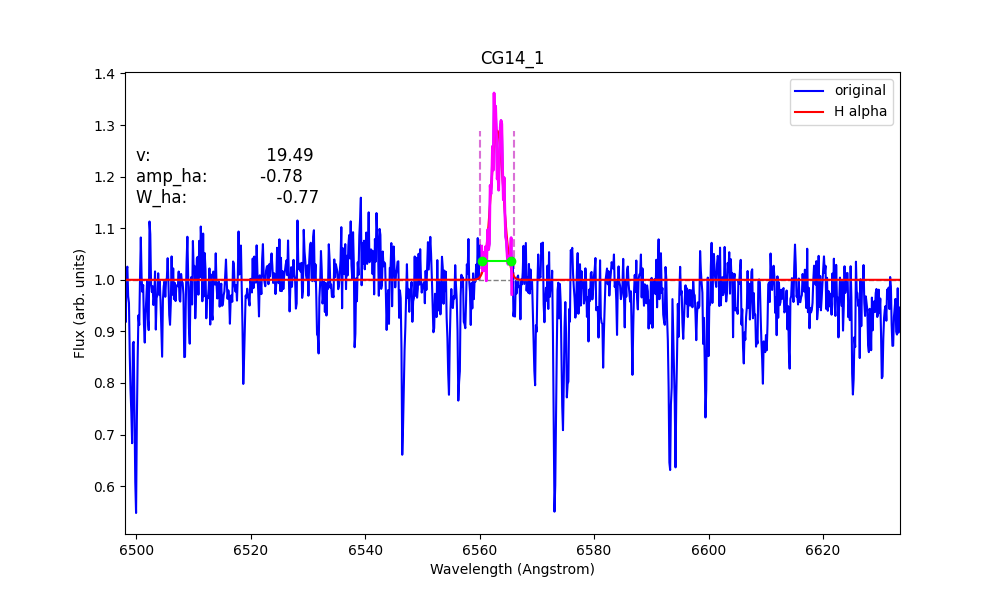 CG14_1
1.4
1.3
1.2
1.1
1.0
0.9
0.8
0.7
0.6
Flux (arb. units)
v: 19.49
amp_ha: -0.78
W_ha: -0.77
original
H alpha
6500 6520 6540 6560 6580 6600 6620
Wavelength (Angstrom)